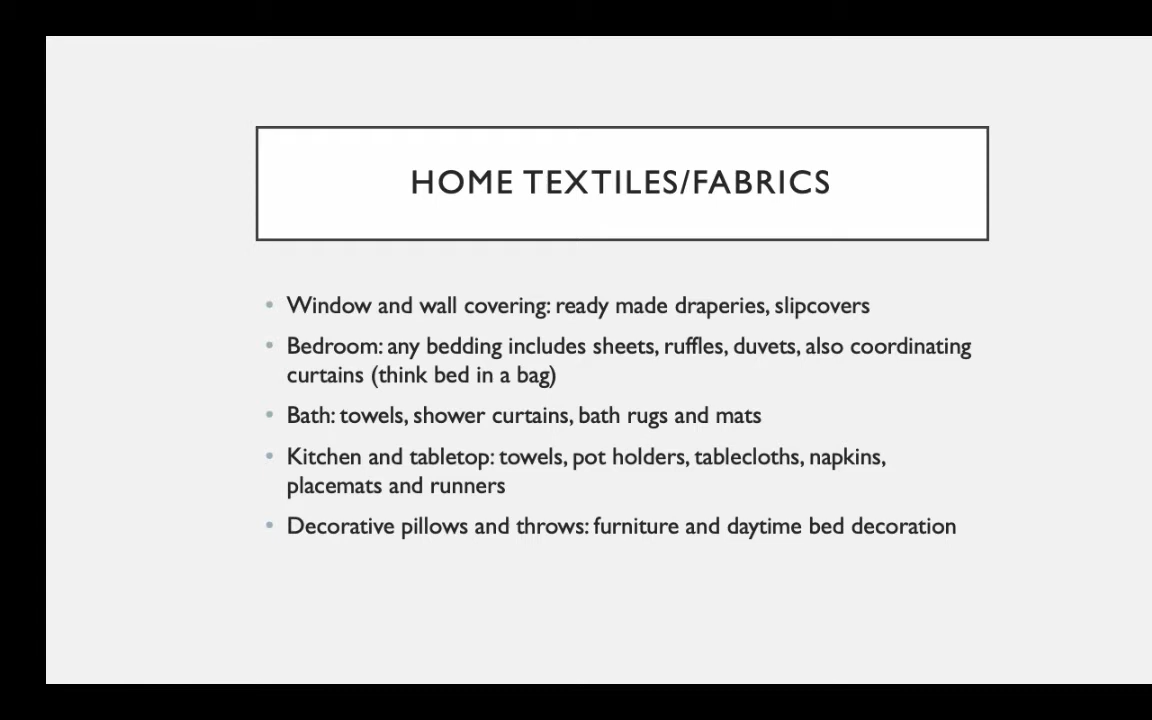 HOME TEXTILES/FABRICS
• Window and wall covering: ready made draperies, slipcovers
• Bedroom: any bedding includes sheets, ruffles, duvets, also coordinating
curtains (think bed in a bag)
• Bath: towels, shower curtains, bath rugs and mats
• Kitchen and tabletop: towels, pot holders, tablecloths, napkins,
placemats and runners
• Decorative pillows and throws: furniture and daytime bed decoration